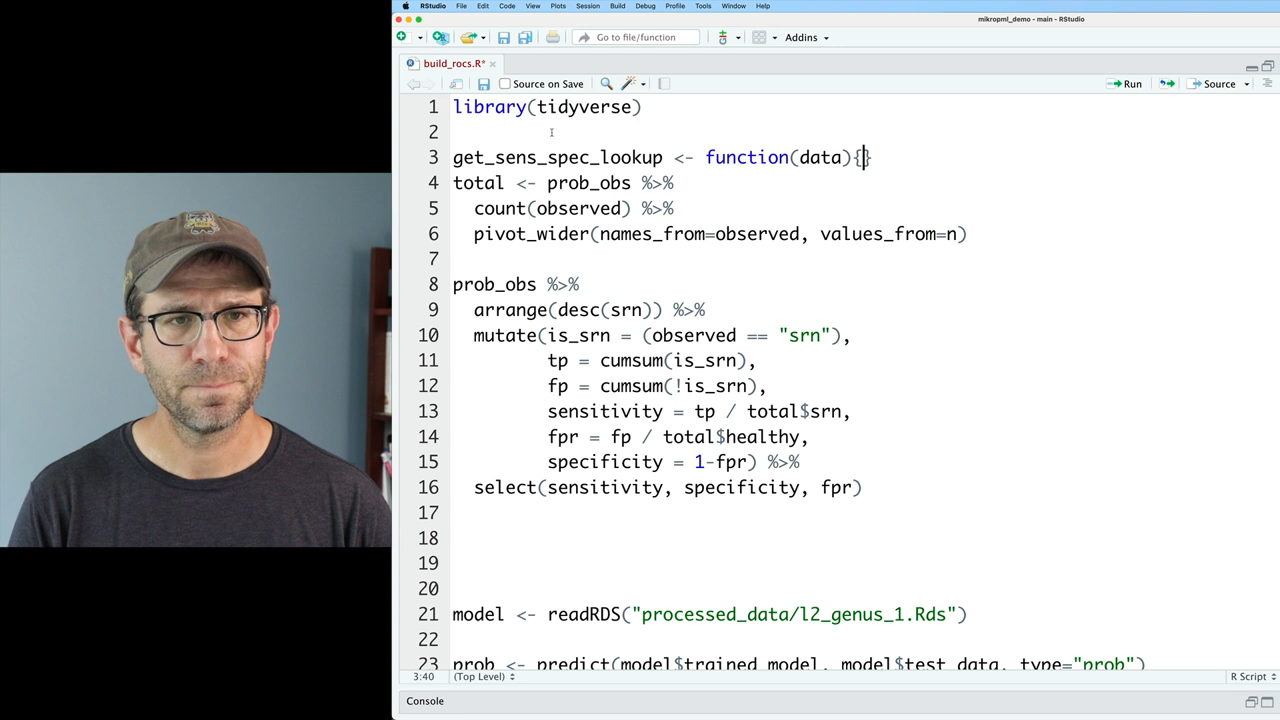 RStudio File Edit Code View Plots Session Build Debug Profile Tools Window Help
mikropml_demo - main - RStudio
Go to file/function Addins
build_rocs.R*
Source on Save Run Source
1 library(tidyverse)
2
3 get_sens_spec_lookup <- function(data){}
4 total <- prob_obs %>%
5 count(observed) %>%
6 pivot_wider(names_from=observed, values_from=n)
7
8 prob_obs %>%
9 arrange(desc(srn)) %>%
10 mutate(is_srn = (observed == "srn"),
11 tp = cumsum(is_srn),
12 fp = cumsum(!is_srn),
13 sensitivity = tp / total$srn,
14 fpr = fp / total$healthy,
15 specificity = 1-fpr) %>%
16 select(sensitivity, specificity, fpr)
17
18
19
20
21 model <- readRDS("processed_data/l2_genus_1.Rds")
22
23 prob <- predict(model$trained_model, model$test_data, type="prob")
3:40 (Top Level) R Script
Console